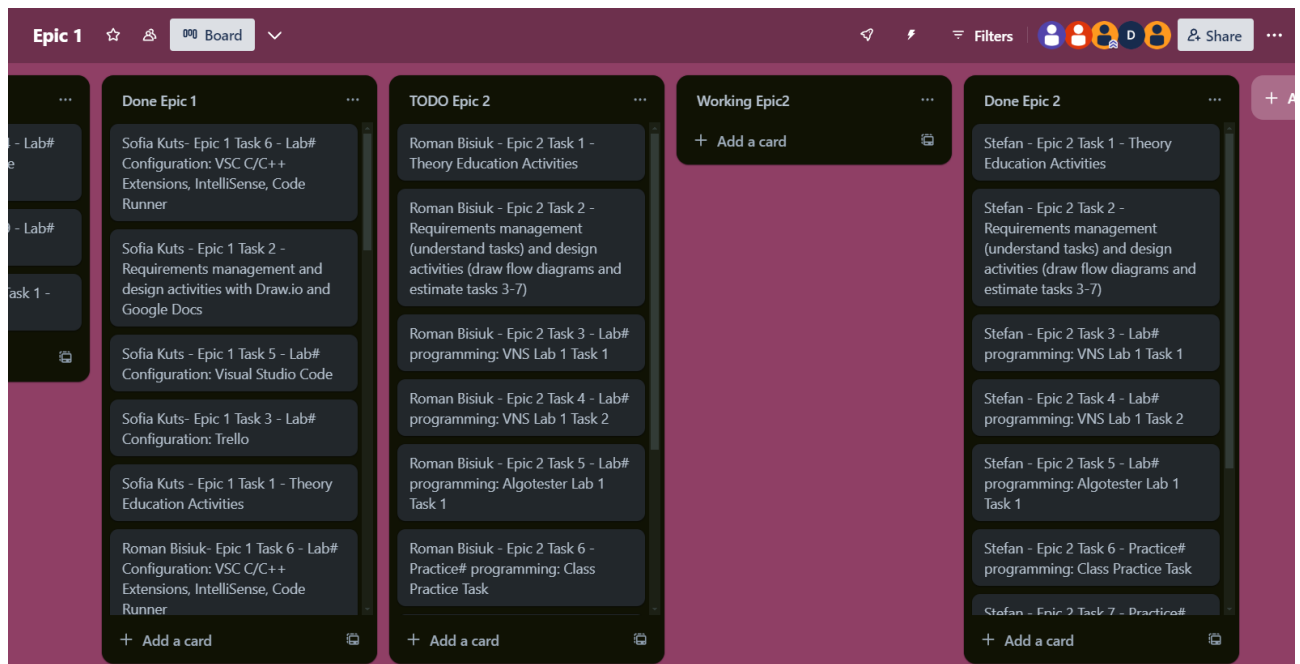 Epic 1
Board
Filters
D
Share
- Lab#
- Lab#
ask 1 -
Done Epic 1
Sofia Kuts- Epic 1 Task 6 - Lab#
Configuration: VSC C/C++
Extensions, IntelliSense, Code
Runner
Sofia Kuts - Epic 1 Task 2 -
Requirements management and
design activities with Draw.io and
Google Docs
Sofia Kuts - Epic 1 Task 5 - Lab#
Configuration: Visual Studio Code
Sofia Kuts- Epic 1 Task 3 - Lab#
Configuration: Trello
Sofia Kuts - Epic 1 Task 1 - Theory
Education Activities
Roman Bisiuk- Epic 1 Task 6 - Lab#
Configuration: VSC C/C++
Extensions, IntelliSense, Code
Runner
+ Add a card
TODO Epic 2
Roman Bisiuk - Epic 2 Task 1 -
Theory Education Activities
Roman Bisiuk - Epic 2 Task 2 -
Requirements management
(understand tasks) and design
activities (draw flow diagrams and
estimate tasks 3-7)
Roman Bisiuk - Epic 2 Task 3 - Lab#
programming: VNS Lab 1 Task 1
Roman Bisiuk - Epic 2 Task 4 - Lab#
programming: VNS Lab 1 Task 2
Roman Bisiuk - Epic 2 Task 5 - Lab#
programming: Algotester Lab 1
Task 1
Roman Bisiuk - Epic 2 Task 6 -
Practice# programming: Class
Practice Task
+ Add a card
Working Epic2
+ Add a card
Done Epic 2
Stefan - Epic 2 Task 1 - Theory
Education Activities
Stefan - Epic 2 Task 2 -
Requirements management
(understand tasks) and design
activities (draw flow diagrams and
estimate tasks 3-7)
Stefan - Epic 2 Task 3 - Lab#
programming: VNS Lab 1 Task 1
Stefan - Epic 2 Task 4 - Lab#
programming: VNS Lab 1 Task 2
Stefan - Epic 2 Task 5 - Lab#
programming: Algotester Lab 1
Task 1
Stefan - Epic 2 Task 6 - Practice#
programming: Class Practice Task
Stefan - Epic 2 Task 7 - Practice#
+ Add a card
+ A